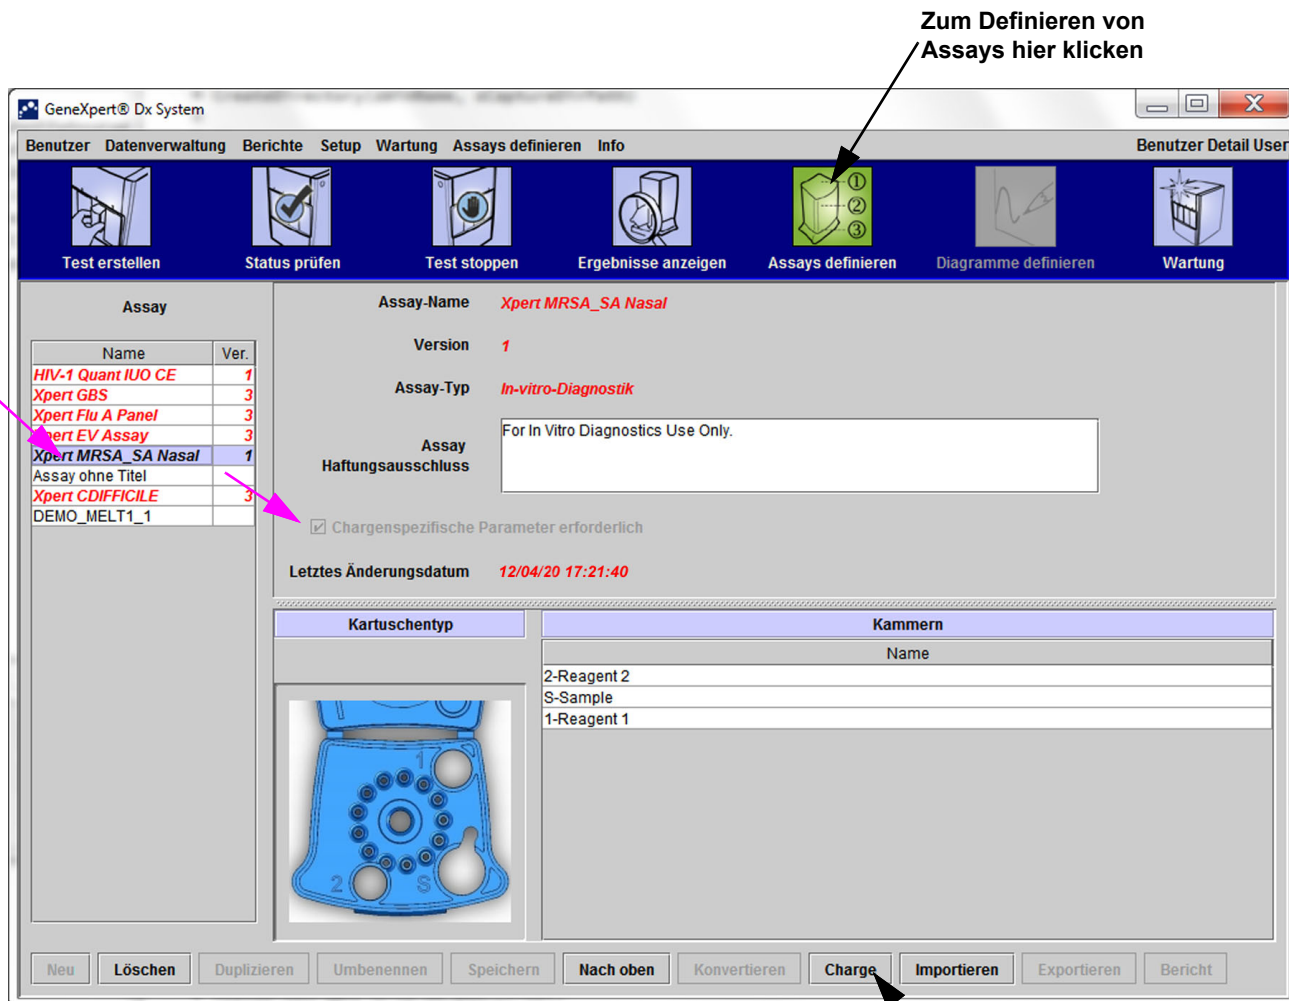 Zum Definieren von
Assays hier klicken
GeneXpert® Dx System
Benutzer Datenverwaltung Berichte Setup Wartung Assays definieren Info Benutzer Detail User
1
2
3
Test erstellen Status prüfen Test stoppen Ergebnisse anzeigen Assays definieren Diagramme definieren Wartung
Assay
Name Ver.
HIV-1 Quant IUO CE 1
Xpert GBS 3
Xpert Flu A Panel 3
Xpert EV Assay 3
Xpert MRSA_SA Nasal 1
Assay ohne Titel
Xpert CDIFFICILE 3
DEMO_MELT1_1
Assay-Name Xpert MRSA_SA Nasal
Version 1
Assay-Typ In-vitro-Diagnostik
Assay
Haftungsausschluss
For In Vitro Diagnostics Use Only.
Chargenspezifische Parameter erforderlich
Letztes Änderungsdatum 12/04/20 17:21:40
Kartuschentyp
1
2 S
Kammern
Name
2-Reagent 2
S-Sample
1-Reagent 1
Neu Löschen Duplizieren Umbenennen Speichern Nach oben Konvertieren Charge Importieren Exportieren Bericht